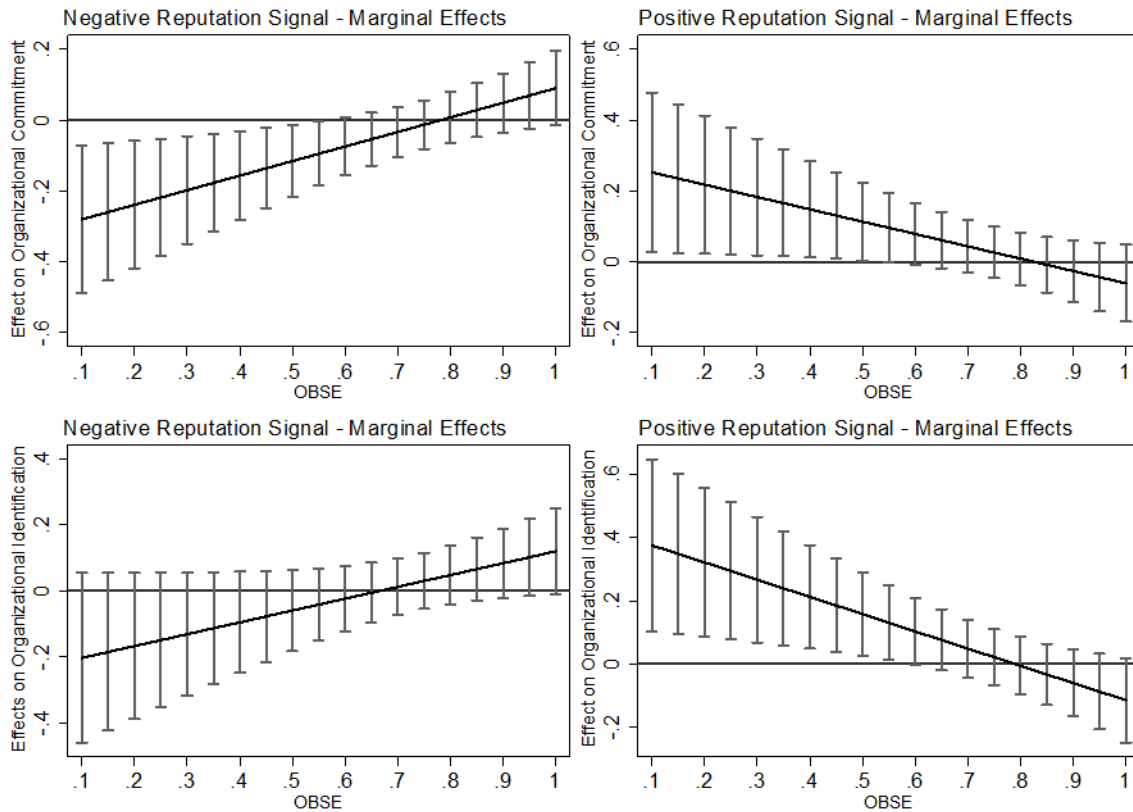 Negative Reputation Signal - Marginal Effects
Effect on Organizational Commitment
.2
0
-.2
-.4
-.6
.1 .2 .3 .4 .5 .6 .7 .8 .9 1
OBSE
Positive Reputation Signal - Marginal Effects
Effect on Organizational Commitment
.6
.4
.2
0
-.2
.1 .2 .3 .4 .5 .6 .7 .8 .9 1
OBSE
Negative Reputation Signal - Marginal Effects
Effects on Organizational Identification
.4
.2
0
-.2
-.4
.1 .2 .3 .4 .5 .6 .7 .8 .9 1
OBSE
Positive Reputation Signal - Marginal Effects
Effect on Organizational Identification
.6
.4
.2
0
-.2
.1 .2 .3 .4 .5 .6 .7 .8 .9 1
OBSE